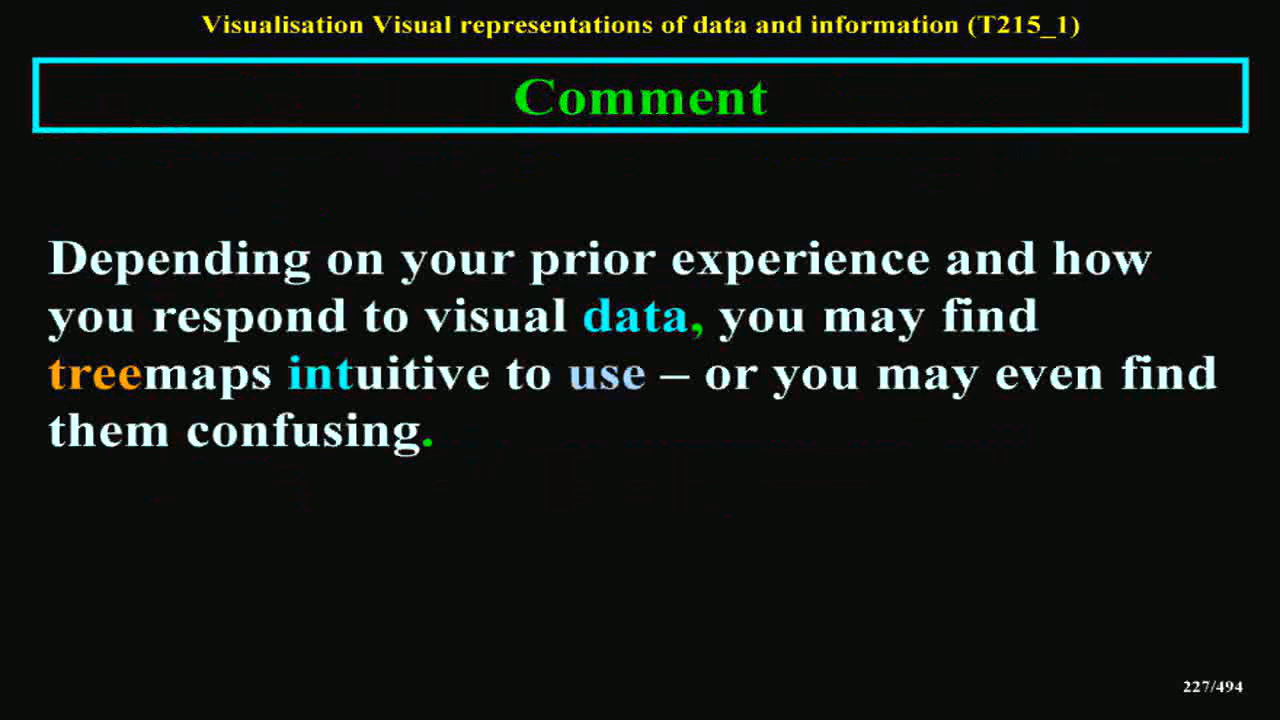 Visualisation Visual representations of data and information (T215_1)
Comment
Depending on your prior experience and how
you respond to visual data, you may find
treemaps intuitive to use – or you may even find
them confusing.
227/494